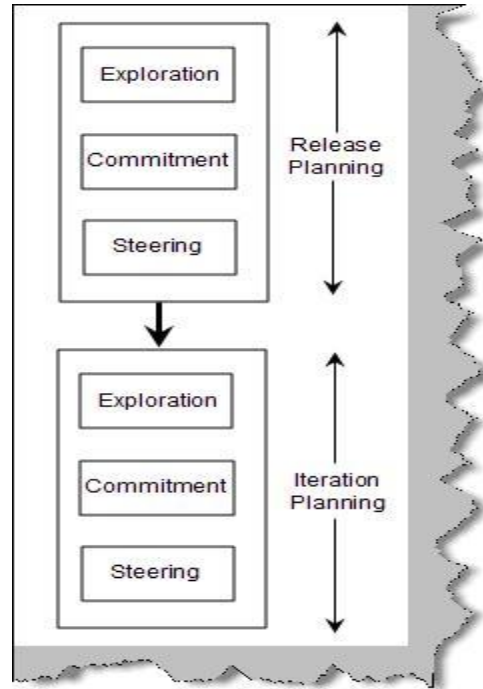 Exploration
Commitment
Steering
Release
Planning
Exploration
Commitment
Steering
Iteration
Planning